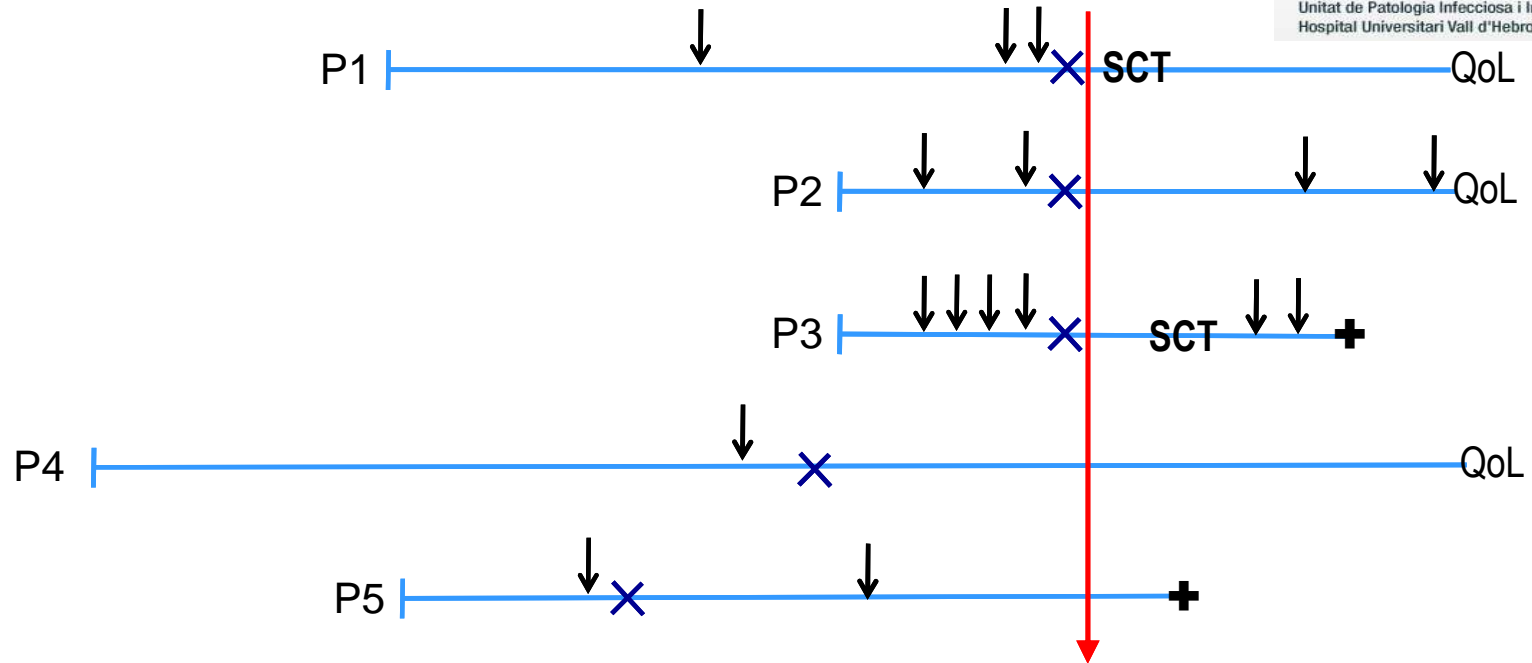 Unitat de Patologia Infecciosa i
Hospital Universitari Vall d'Hebro
P1 SCT QoL
P2 QoL
P3 SCT
P4 QoL
P5